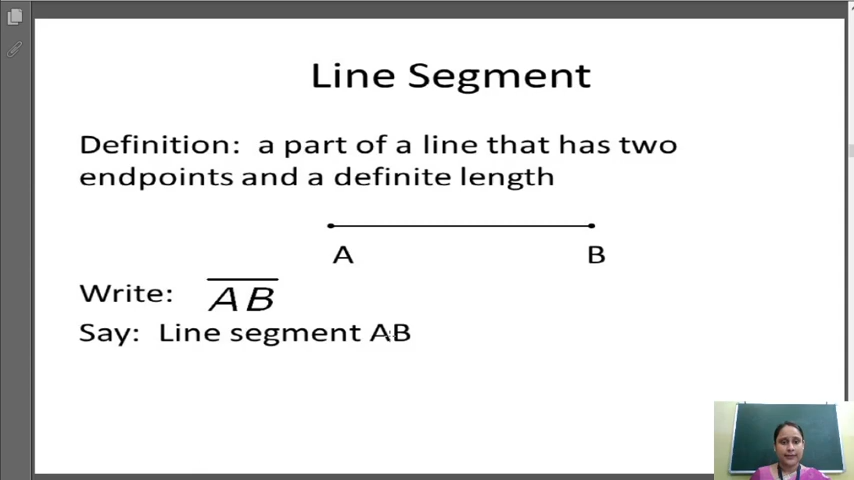 Line Segment
Definition: a part of a line that has two
endpoints and a definite length
A B
Write: AB
Say: Line segment AB